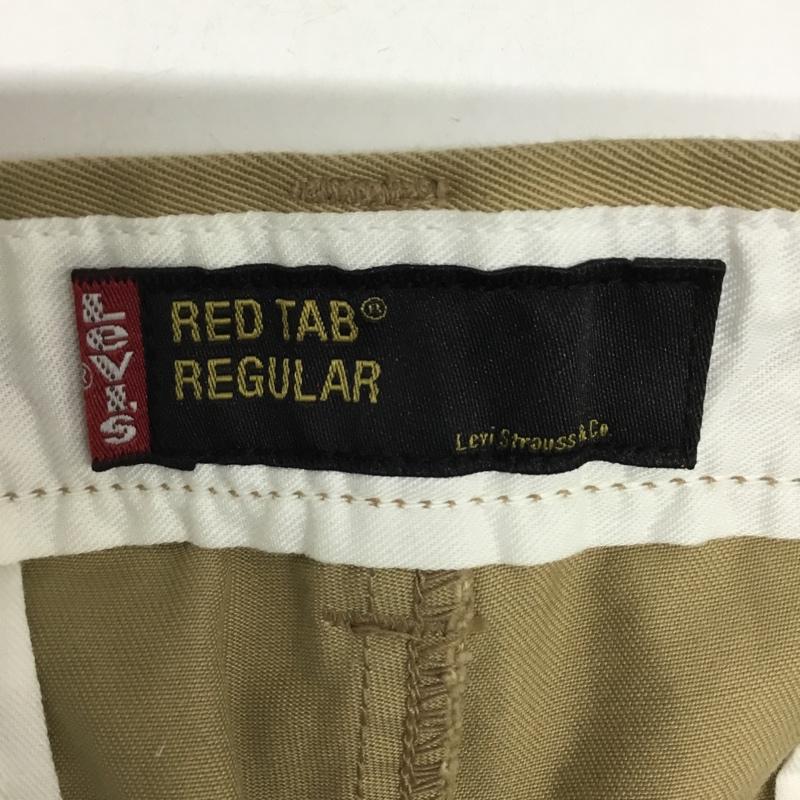 LEVI'S
®
RED TAB®
REGULAR
Levi Strauss & Co